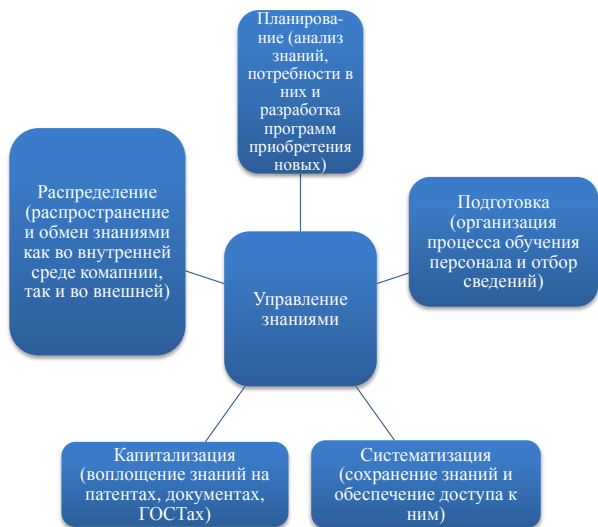 Планирова-
ние (анализ
знаний,
потребности в
них и
разработка
программ
приобретения
новых)
Распределение
(распространение
и обмен знаниями
как во внутренней
среде комапнии,
так и во внешней)
Подготовка
(организация
процесса обучения
персонала и отбор
сведений)
Управление
знаниями
Капитализация
(воплощение знаний на
патентах, документах,
ГОСТах)
Систематизация
(сохранение знаний и
обеспечение доступа к
ним)